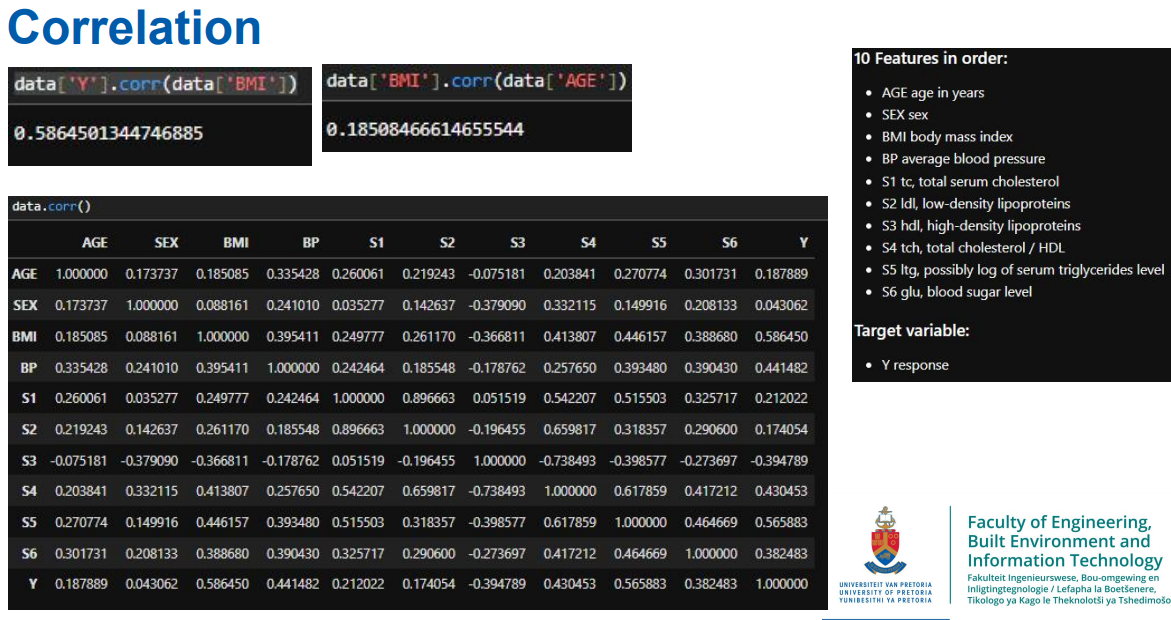 Correlation
data['Y'].corr(data['BMI'])
0.5864501344746885
data['BMI'].corr(data['AGE'])
0.18508466614655544
data.corr()
AGE SEX BMI BP S1 S2 S3 S4 S5 S6 Y
AGE 1.000000 0.173737 0.185085 0.335428 0.260061 0.219243 -0.075181 0.203841 0.270774 0.301731 0.187889
SEX 0.173737 1.000000 0.088161 0.241010 0.035277 0.142637 -0.379090 0.332115 0.149916 0.208133 0.043062
BMI 0.185085 0.088161 1.000000 0.395411 0.249777 0.261170 -0.366811 0.413807 0.446157 0.388680 0.586450
BP 0.335428 0.241010 0.395411 1.000000 0.242464 0.185548 -0.178762 0.257650 0.393480 0.390430 0.441482
S1 0.260061 0.035277 0.249777 0.242464 1.000000 0.896663 0.051519 0.542207 0.515503 0.325717 0.212022
S2 0.219243 0.142637 0.261170 0.185548 0.896663 1.000000 -0.196455 0.659817 0.318357 0.290600 0.174054
S3 -0.075181 -0.379090 -0.366811 -0.178762 0.051519 -0.196455 1.000000 -0.738493 -0.398577 -0.273697 -0.394789
S4 0.203841 0.332115 0.413807 0.257650 0.542207 0.659817 -0.738493 1.000000 0.617859 0.417212 0.430453
S5 0.270774 0.149916 0.446157 0.393480 0.515503 0.318357 -0.398577 0.617859 1.000000 0.464669 0.565883
S6 0.301731 0.208133 0.388680 0.390430 0.325717 0.290600 -0.273697 0.417212 0.464669 1.000000 0.382483
Y 0.187889 0.043062 0.586450 0.441482 0.212022 0.174054 -0.394789 0.430453 0.565883 0.382483 1.000000
10 Features in order:
• AGE age in years
• SEX sex
• BMI body mass index
• BP average blood pressure
• S1 tc, total serum cholesterol
• S2 ldl, low-density lipoproteins
• S3 hdl, high-density lipoproteins
• S4 tch, total cholesterol / HDL
• S5 ltg, possibly log of serum triglycerides level
• S6 glu, blood sugar level
Target variable:
• Y response
UNIVERSITEIT VAN PRETORIA
UNIVERSITY OF PRETORIA
YUNIBESITHI YA PRETORIA
Faculty of Engineering,
Built Environment and
Information Technology
Fakulteit Ingenieurswese, Bou-omgewing en
Inligtingtegnologie / Lefapha la Boetšenere,
Tikologo ya Kago le Theknolotši ya Tshedimošo